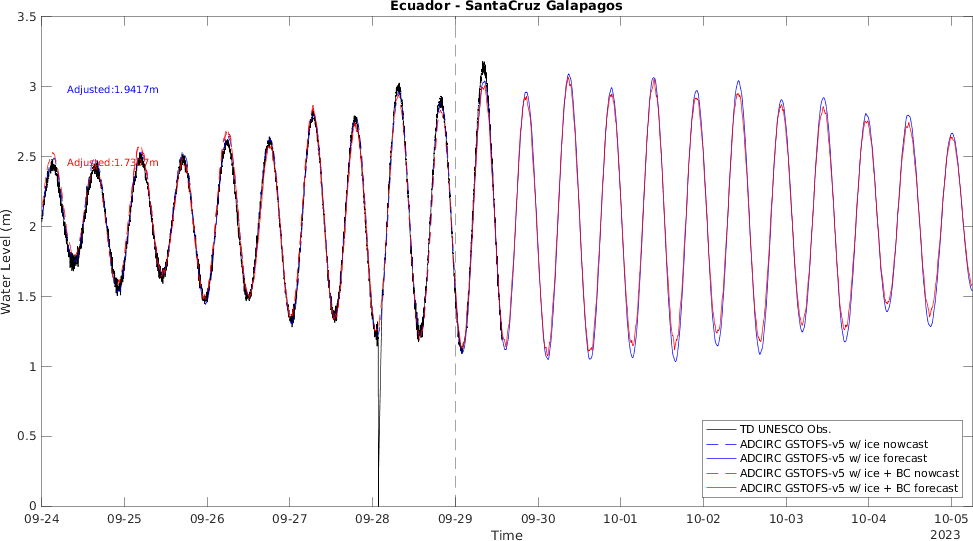 Ecuador - SantaCruz Galapagos
3.5
3
2.5
2
1.5
1
0.5
0
Water Level (m)
Adjusted:1.9417m
TD UNESCO Obs.
ADCIRC GSTOFS-v5 w/ ice nowcast
ADCIRC GSTOFS-v5 w/ ice forecast
ADCIRC GSTOFS-v5 w/ ice + BC nowcast
ADCIRC GSTOFS-v5 w/ ice + BC forecast
09-24 09-25 09-26 09-27 09-28 09-29 09-30 10-01 10-02 10-03 10-04 10-05
Time
2023